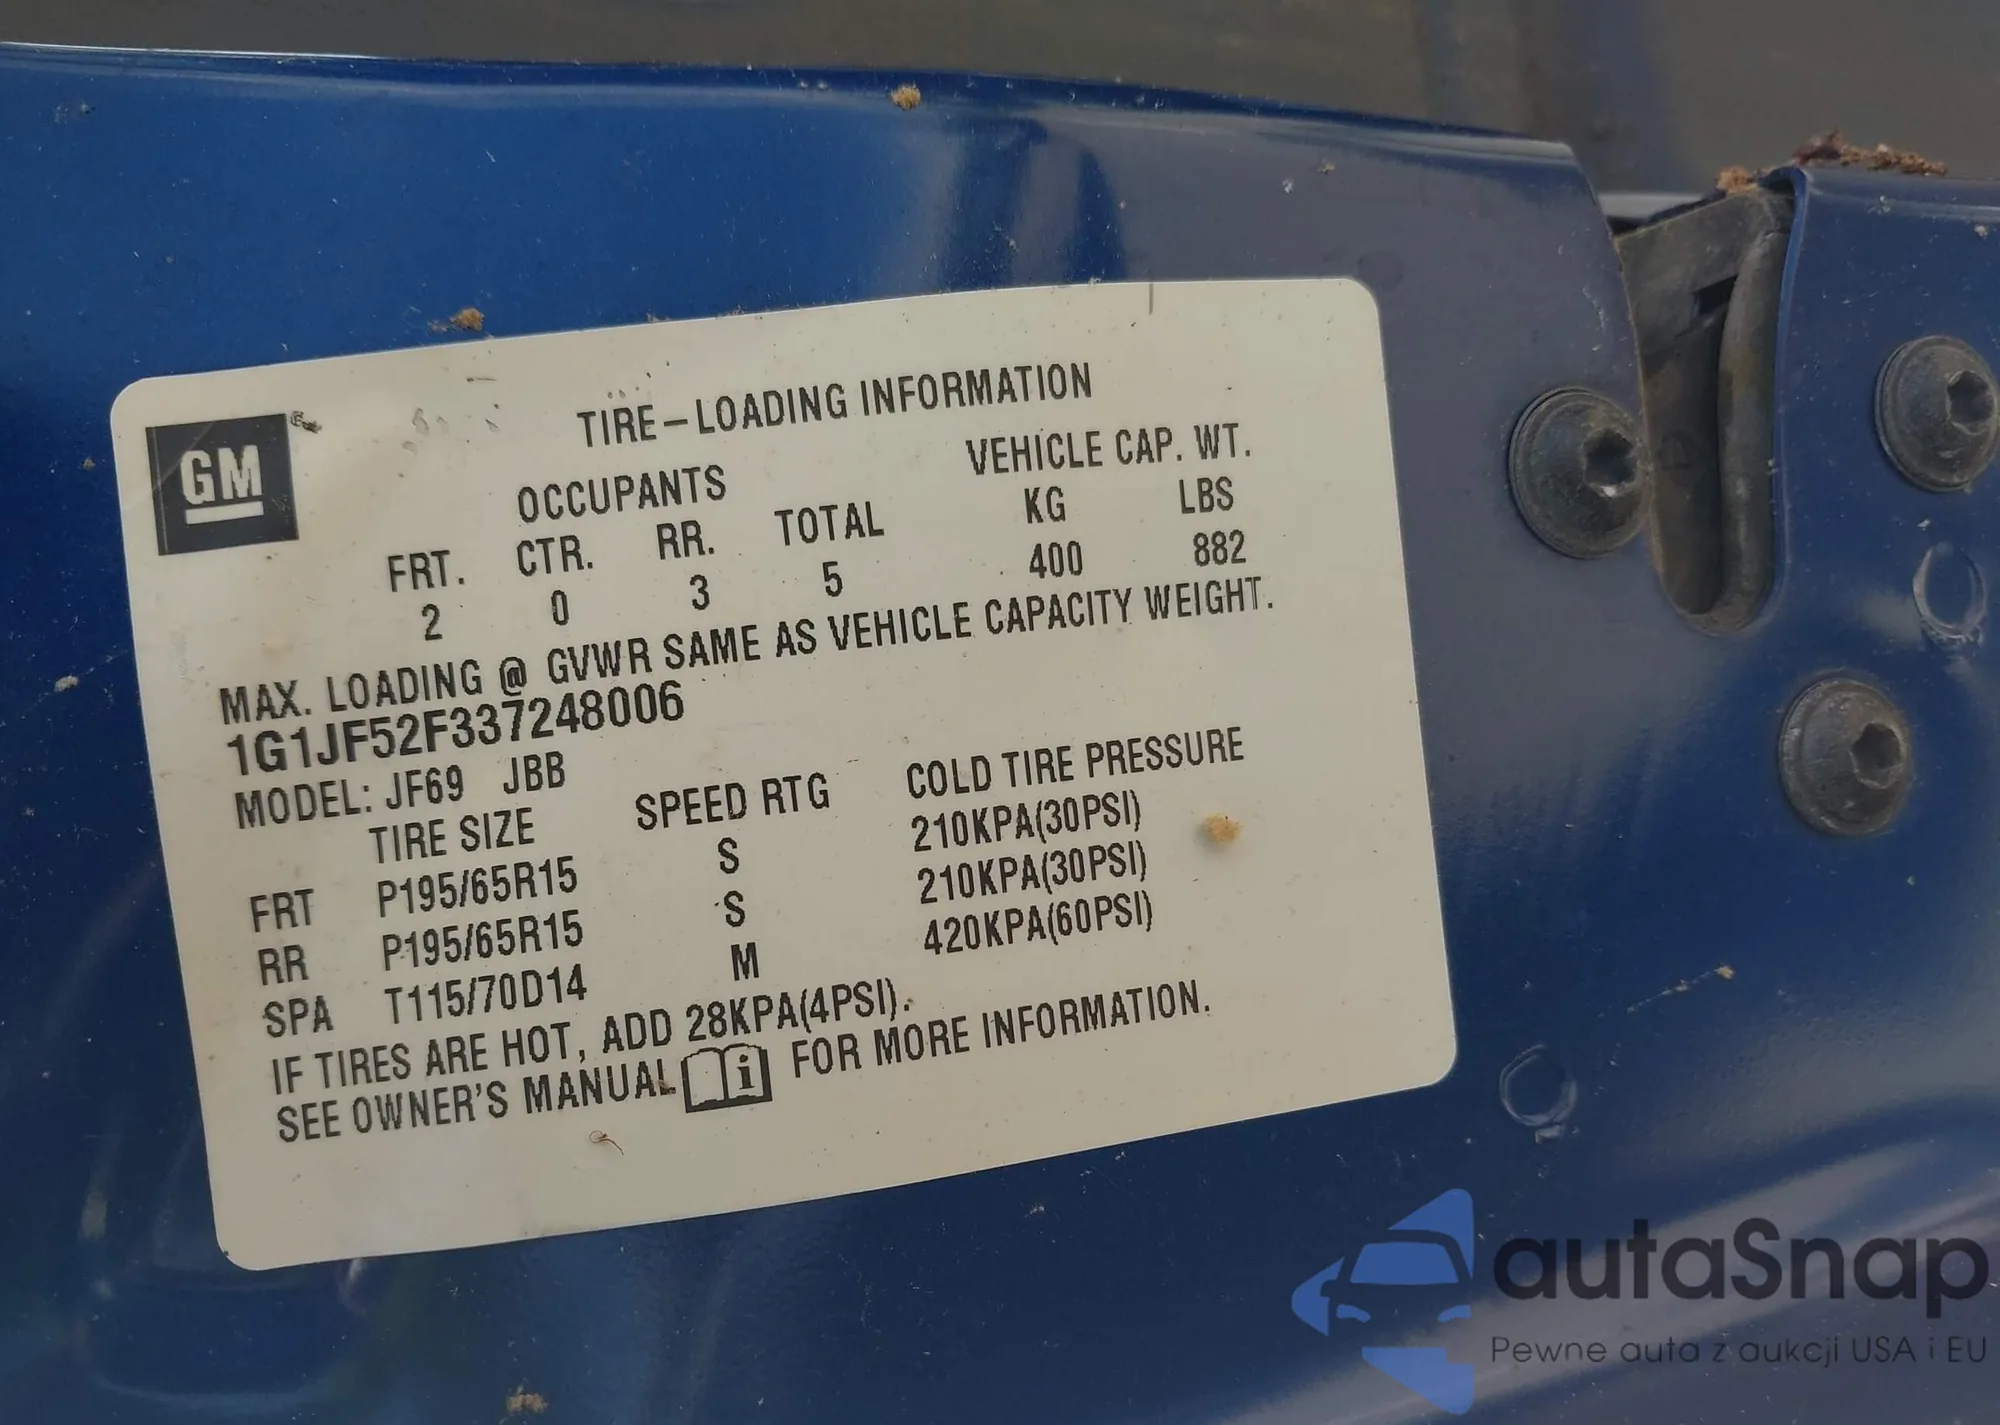 GM
TIRE-LOADING INFORMATION
OCCUPANTS VEHICLE CAP. WT.
FRT. CTR. RR. TOTAL KG LBS
2 0 3 5 400 882
MAX. LOADING @ GVWR SAME AS VEHICLE CAPACITY WEIGHT.
1G1JF52F337248006
MODEL: JF69 JBB
TIRE SIZE SPEED RTG COLD TIRE PRESSURE
FRT P195/65R15 S 210KPA(30PSI)
RR P195/65R15 S 210KPA(30PSI)
SPA T115/70D14 M 420KPA(60PSI)
IF TIRES ARE HOT, ADD 28KPA(4PSI).
SEE OWNER'S MANUAL i FOR MORE INFORMATION.
autaSnap
Pewne auta z aukcji USA i EU